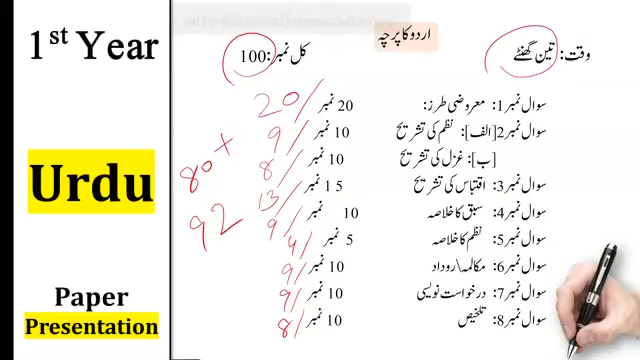 1st Year
Urdu
Paper
Presentation
اردو کا پرچہ
وقت: تین گھنٹے کل نمبر: 100
سوال نمبر1: معروضی طرز: 20 نمبر 20/
سوال نمبر2[الف]: نظم کی تشریح 10 نمبر 9/
[ب]: غزل کی تشریح 10 نمبر 8/
سوال نمبر3: اقتباس کی تشریح 15 نمبر 13/
سوال نمبر4: سبق کا خلاصہ 10 نمبر 9/
سوال نمبر5: نظم کا خلاصہ 5 نمبر 4/
سوال نمبر6: مکالمہ\روداد 10 نمبر 9/
سوال نمبر7: درخواست نویسی 10 نمبر 9/
سوال نمبر8: تلخیص 10 نمبر 8/
80+
92